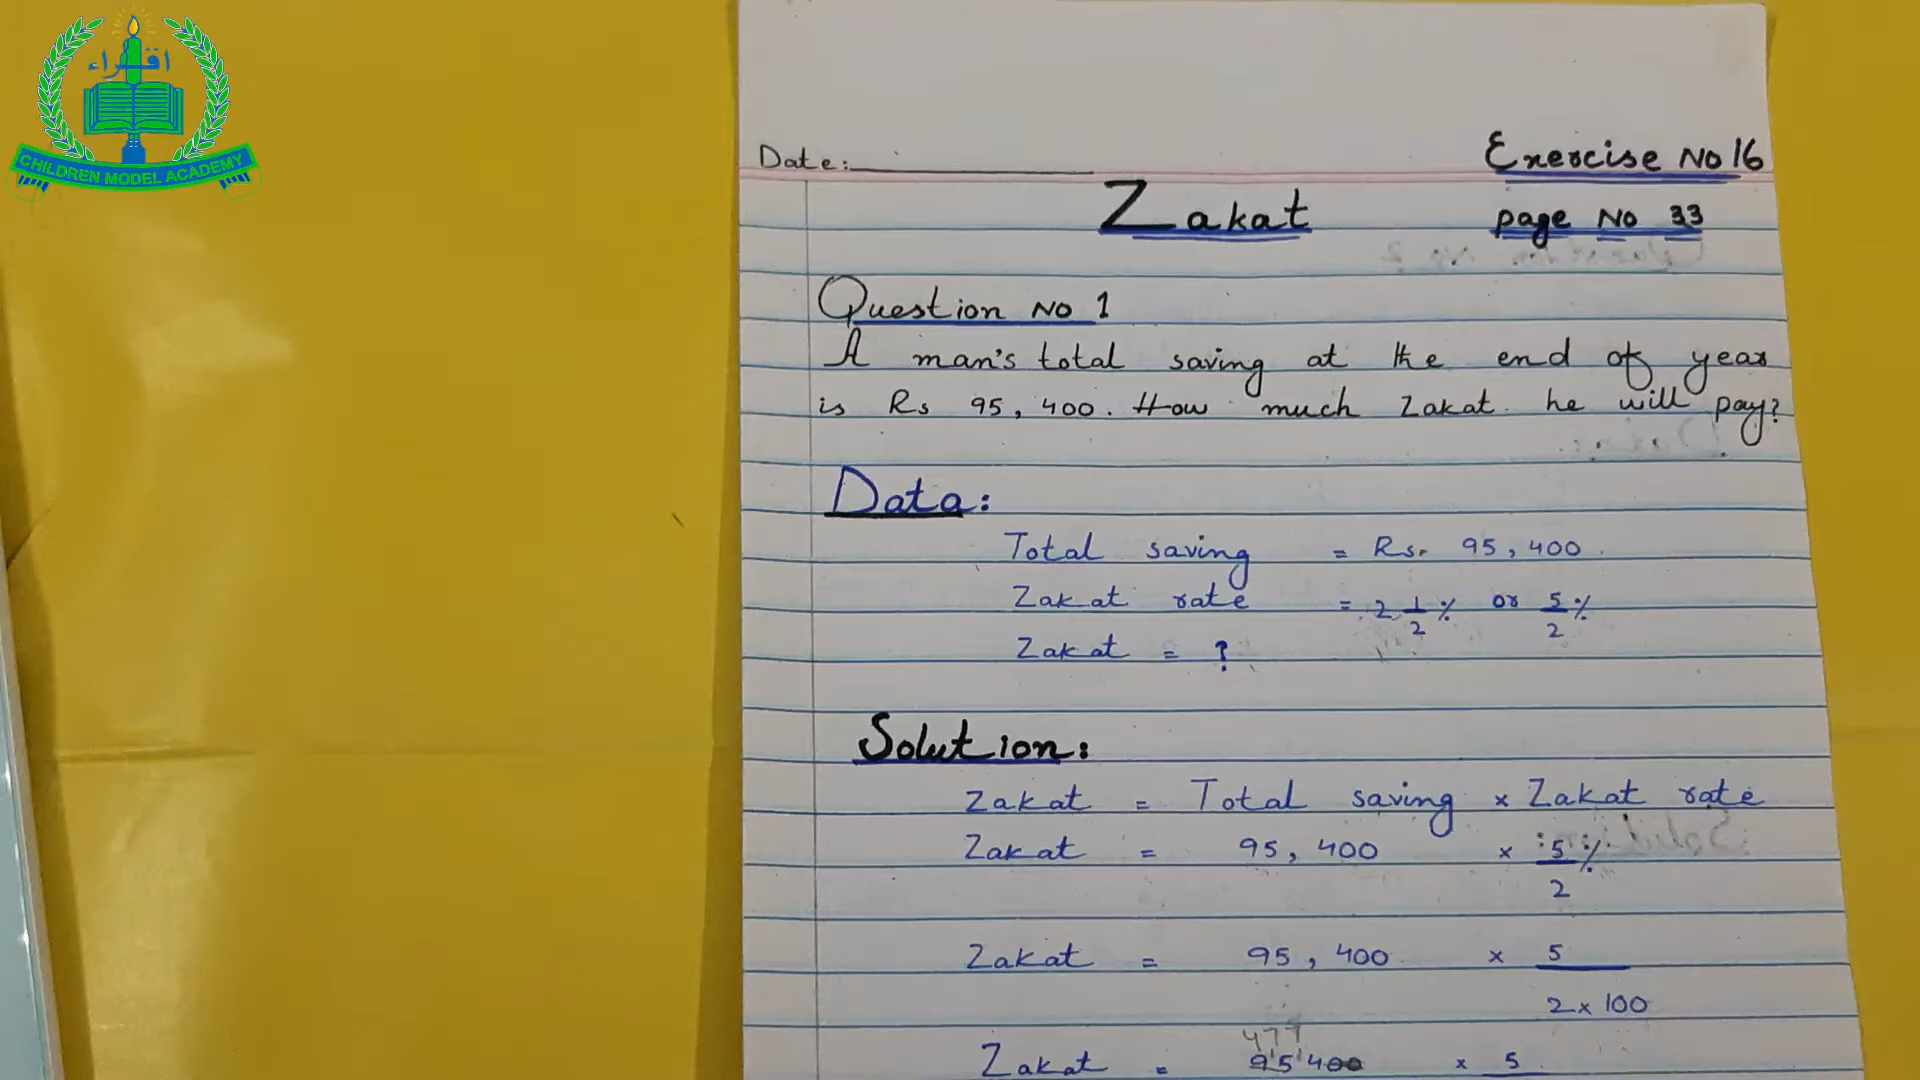 اقراء
CHILDREN MODEL ACADEMY
Date:
Exercise No 16
Zakat
page No 33
Question No 1
A man's total saving at the end of year
is Rs 95,400. How much Zakat he will pay?
Data:
Total saving = Rs. 95,400
Zakat rate = 2 1/2 % or 5/2 %
Zakat = ?
Solution:
Zakat = Total saving × Zakat rate
Zakat = 95,400 × 5/2 %
Zakat = 95,400 × 5
2 × 100
477
Zakat = 95400 × 5